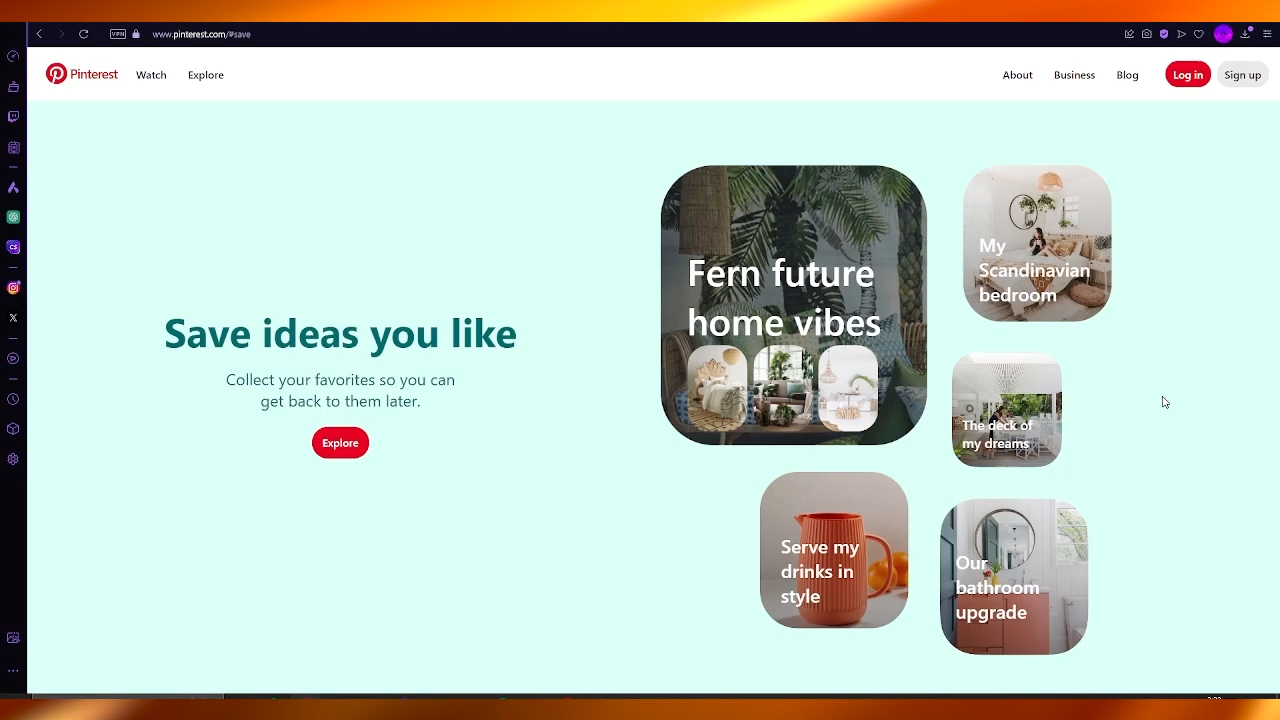 VPN
www.pinterest.com/#save
Pinterest
Watch
Explore
About
Business
Blog
Log in
Sign up
CS
Save ideas you like
Collect your favorites so you can
get back to them later.
Explore
Fern future
home vibes
My
Scandinavian
bedroom
The deck of
my dreams
Serve my
drinks in
style
Our
bathroom
upgrade